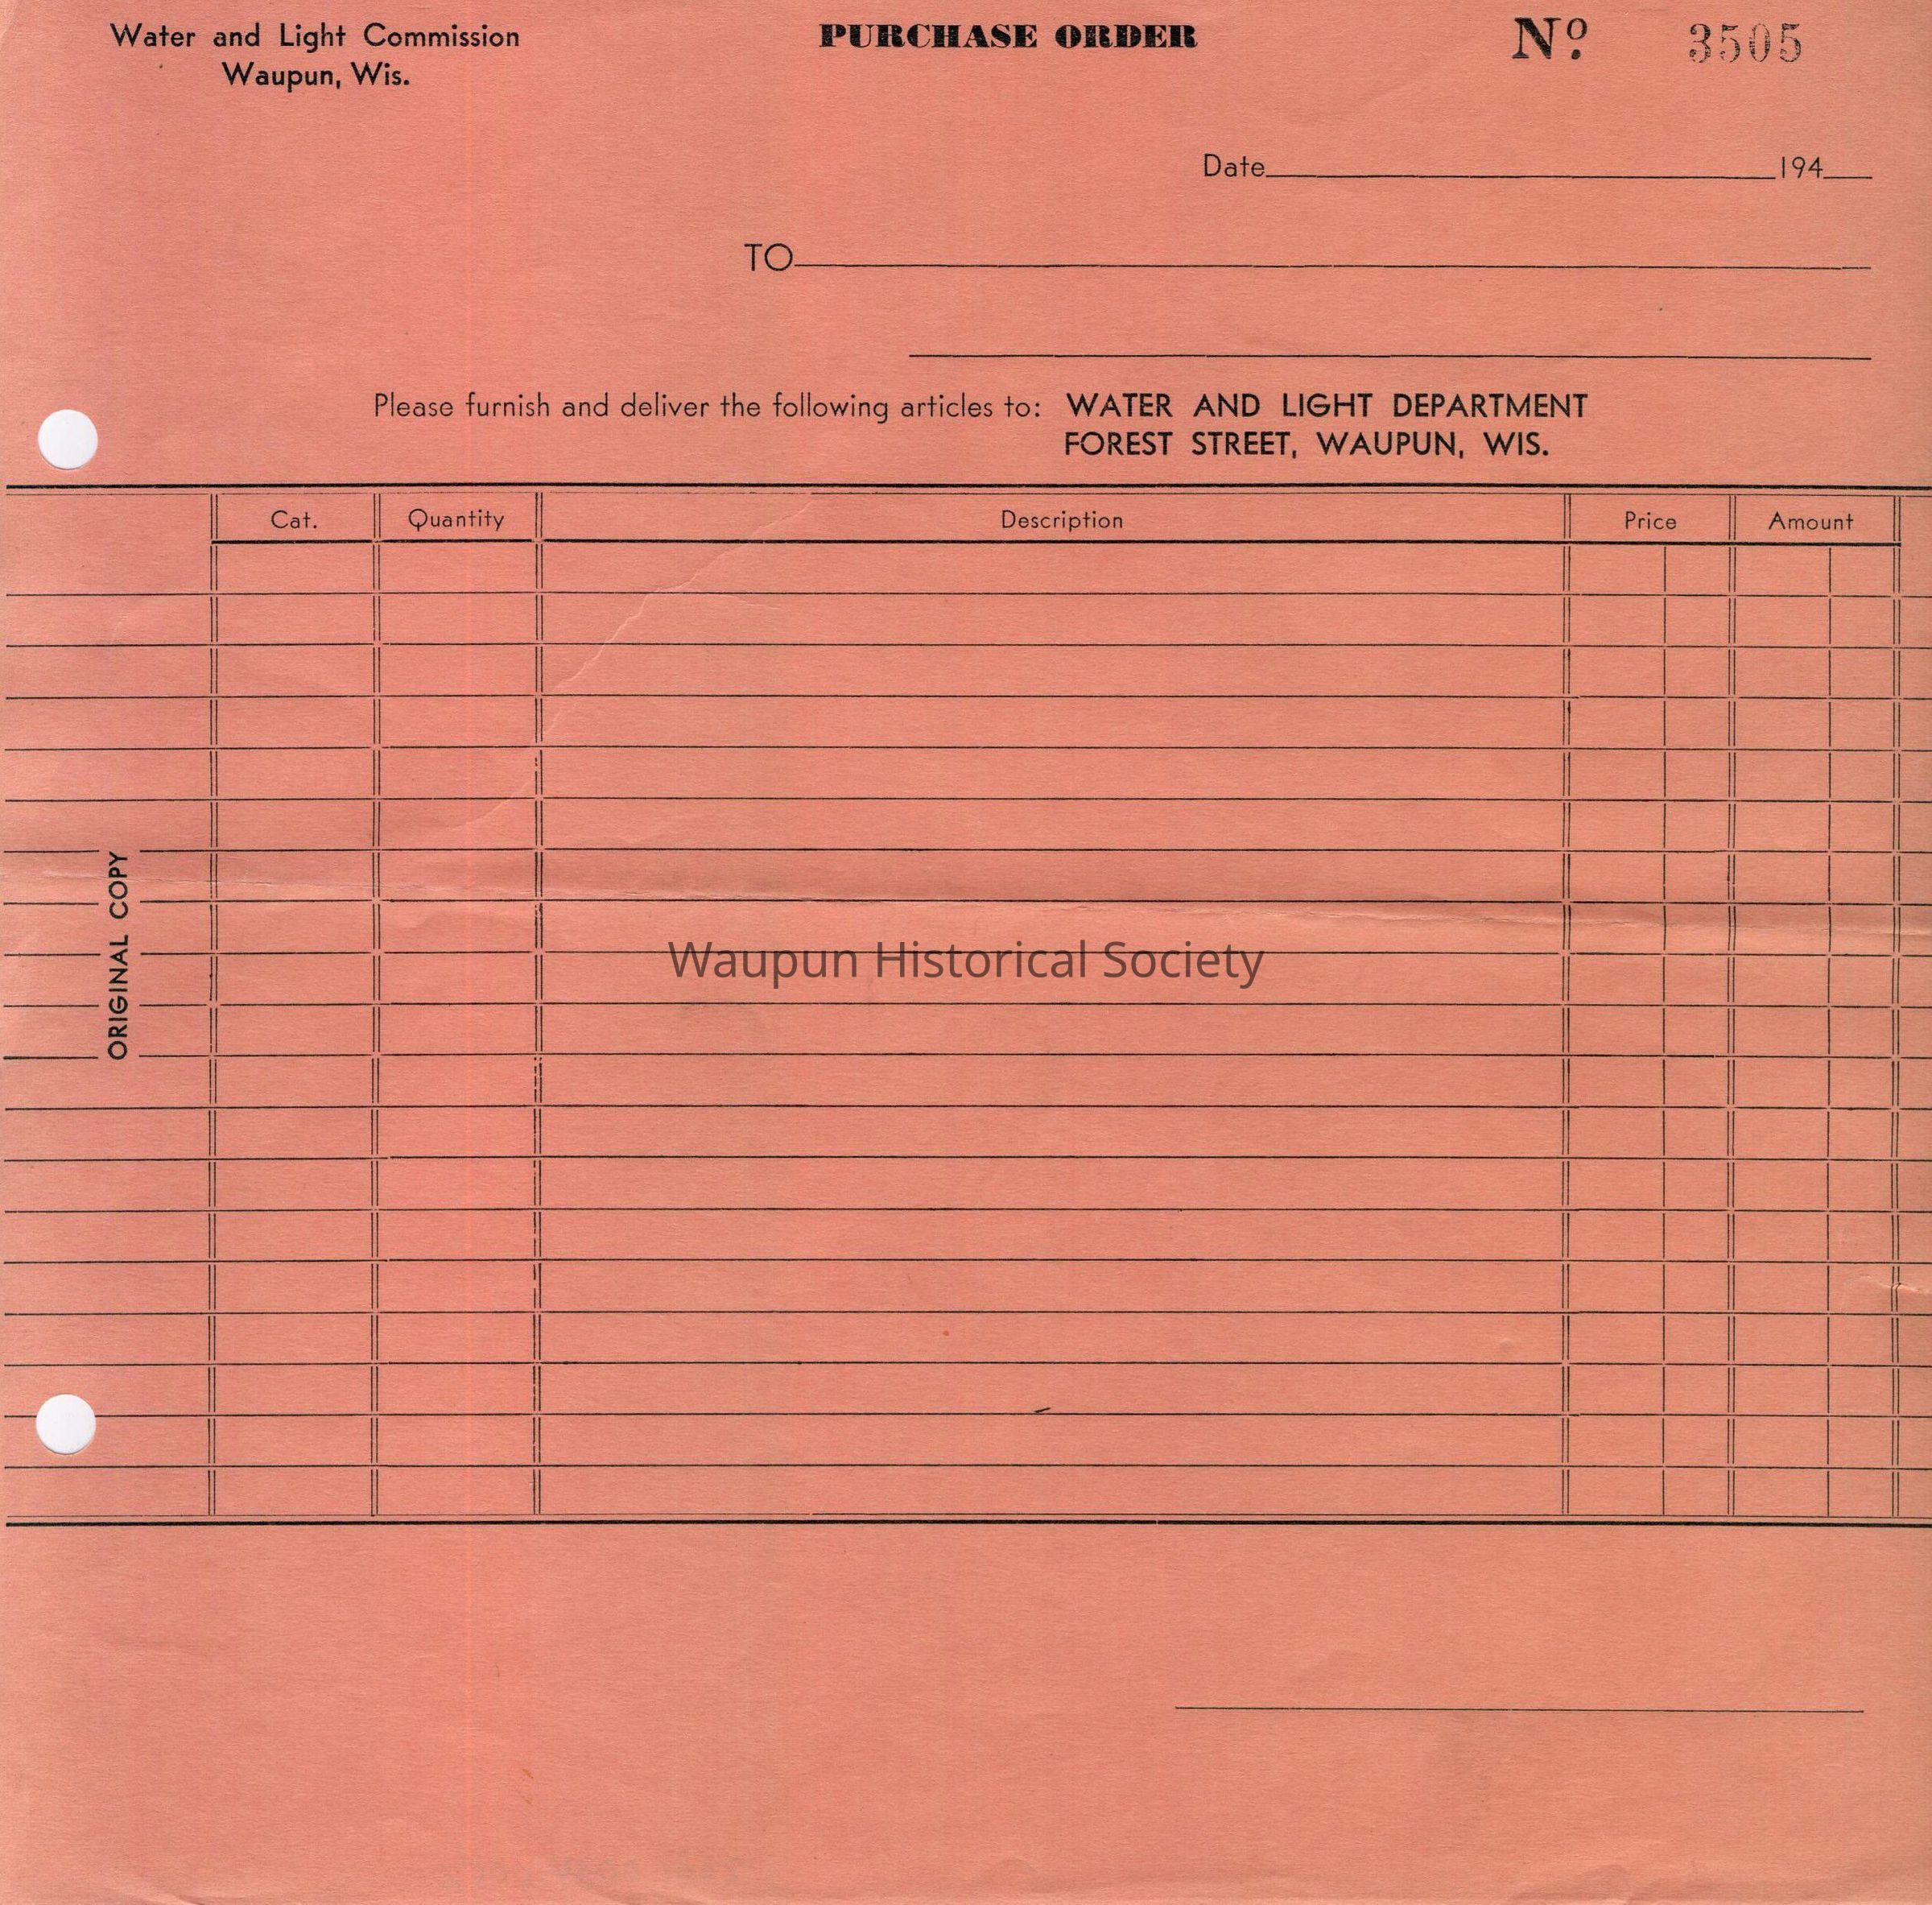 Water and Light Commission
Waupun, Wis.
PURCHASE ORDER
Nº 3505
Date 194
TO
Please furnish and deliver the following articles to: WATER AND LIGHT DEPARTMENT
FOREST STREET, WAUPUN, WIS.
Cat. Quantity Description Price Amount
ORIGINAL COPY
Waupun Historical Society